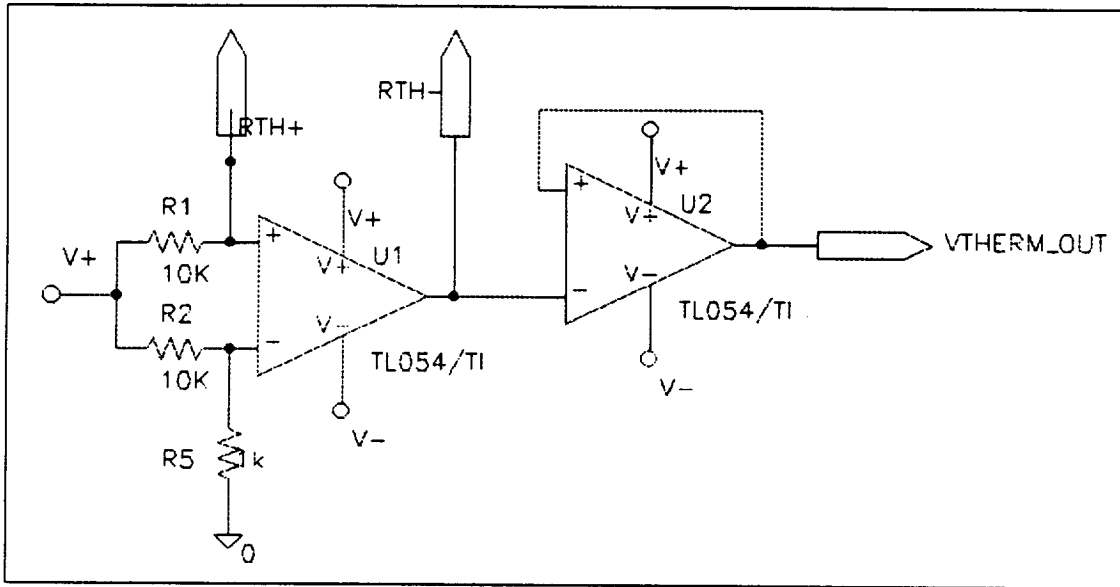 RTH+
RTH-
V+
R1
10K
R2
10K
R5
1k
0
+
-
V+
V+
V-
V-
U1
TL054/TI
+
-
V+
V+
V-
V-
U2
TL054/TI
VTHERM_OUT